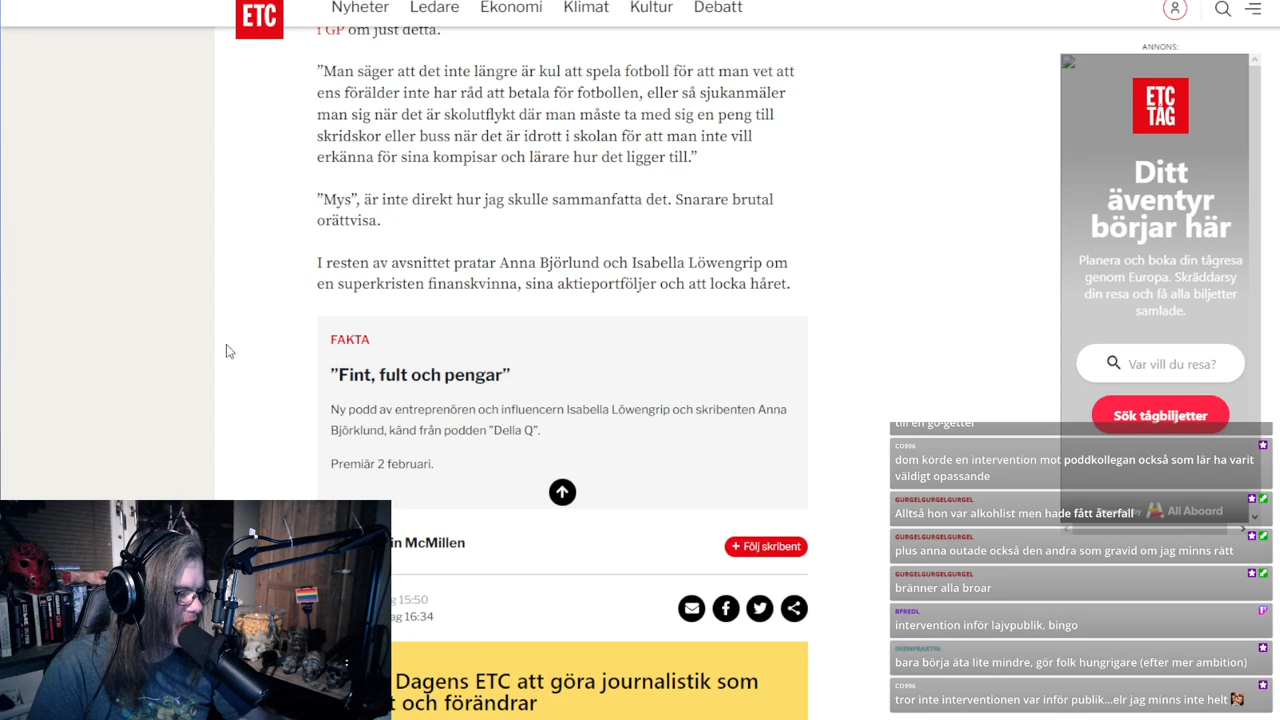 ETC
Nyheter Ledare Ekonomi Klimat Kultur Debatt
i GP om just detta.
”Man säger att det inte längre är kul att spela fotboll för att man vet att
ens förälder inte har råd att betala för fotbollen, eller så sjukanmäler
man sig när det är skolutflykt där man måste ta med sig en peng till
skridskor eller buss när det är idrott i skolan för att man inte vill
erkänna för sina kompisar och lärare hur det ligger till.”
”Mys”, är inte direkt hur jag skulle sammanfatta det. Snarare brutal
orättvisa.
I resten av avsnittet pratar Anna Björlund och Isabella Löwengrip om
en superkristen finanskvinna, sina aktieportföljer och att locka håret.
FAKTA
”Fint, fult och pengar”
Ny podd av entreprenören och influencern Isabella Löwengrip och skribenten Anna
Björklund, känd från podden ”Della Q”.
Premiär 2 februari.
in McMillen
+ Följ skribent
g 15:50
ag 16:34
Dagens ETC att göra journalistik som
t och förändrar
ANNONS:
ETC
TAG
Ditt
äventyr
börjar här
Planera och boka din tågresa
genom Europa. Skräddarsy
din resa och få alla biljetter
samlade.
Var vill du resa?
Sök tågbiljetter
All Aboard
till en go-getter
CO996
dom körde en intervention mot poddkollegan också som lär ha varit
väldigt opassande
GURGELGURGELGURGEL
Alltså hon var alkohlist men hade fått återfall
GURGELGURGELGURGEL
plus anna outade också den andra som gravid om jag minns rätt
GURGELGURGELGURGEL
bränner alla broar
BFREDL
intervention inför lajvpublik, bingo
bara börja äta lite mindre, gör folk hungrigare (efter mer ambition)
CO996
tror inte interventionen var inför publik...elr jag minns inte helt